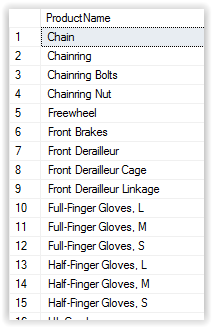 ProductName
1 Chain
2 Chainring
3 Chainring Bolts
4 Chainring Nut
5 Freewheel
6 Front Brakes
7 Front Derailleur
8 Front Derailleur Cage
9 Front Derailleur Linkage
10 Full-Finger Gloves, L
11 Full-Finger Gloves, M
12 Full-Finger Gloves, S
13 Half-Finger Gloves, L
14 Half-Finger Gloves, M
15 Half-Finger Gloves, S